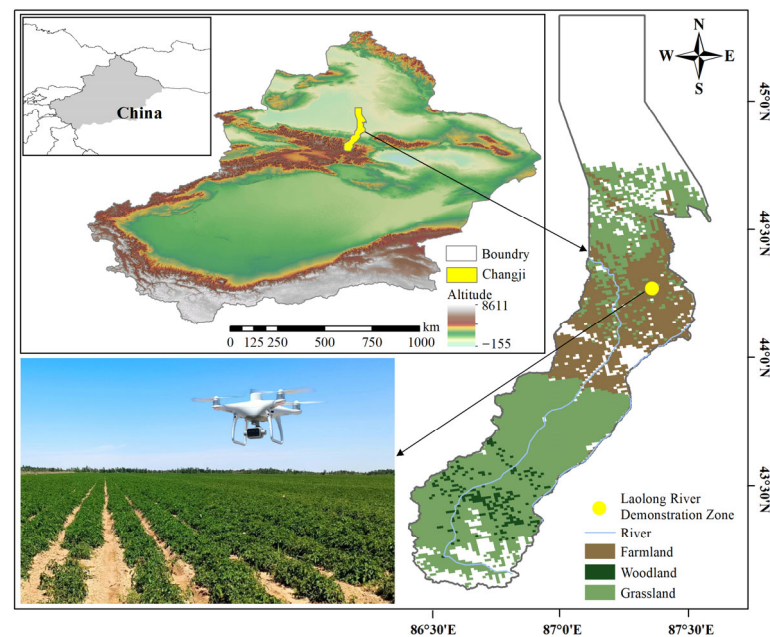 China
Boundry
Changji
Altitude
8611
−155
km
0 125 250 500 750 1000
N
W E
S
45°0'N
44°30'N
44°0'N
43°30'N
Laolong River
Demonstration Zone
River
Farmland
Woodland
Grassland
86°30'E 87°0'E 87°30'E